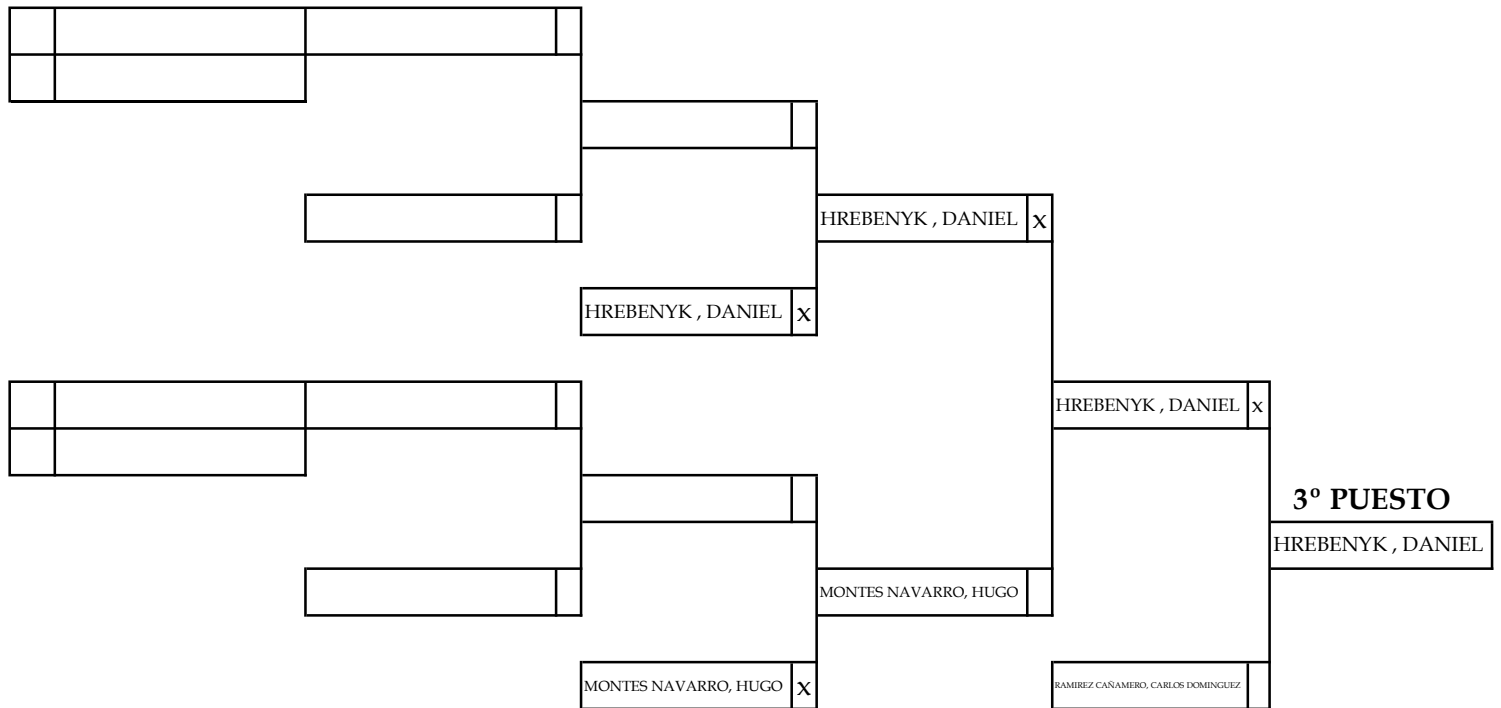 HREBENYK , DANIEL X
HREBENYK , DANIEL X
HREBENYK , DANIEL X
3º PUESTO
HREBENYK , DANIEL
MONTES NAVARRO, HUGO
MONTES NAVARRO, HUGO X
RAMIREZ CAÑAMERO, CARLOS DOMINGUEZ